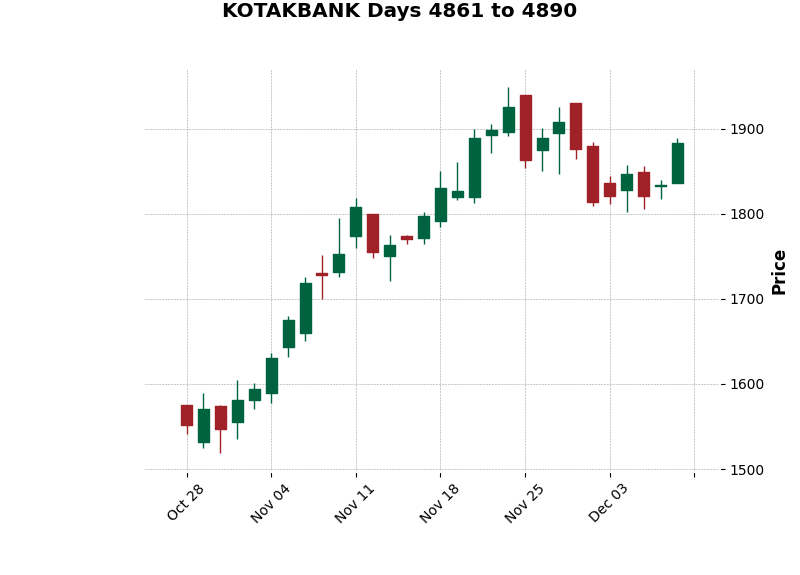 KOTAKBANK Days 4861 to 4890
1900
1800
1700
1600
1500
Price
Oct 28
Nov 04
Nov 11
Nov 18
Nov 25
Dec 03